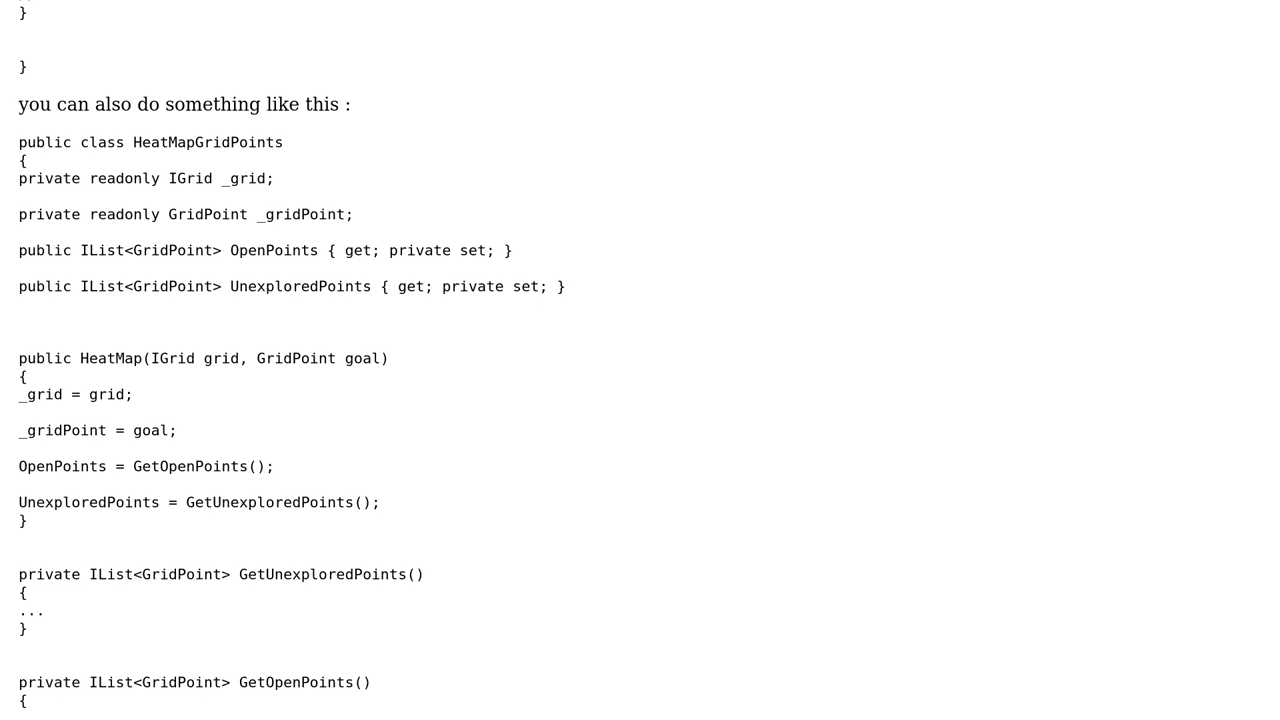 }
}
you can also do something like this :
public class HeatMapGridPoints
{
private readonly IGrid _grid;
private readonly GridPoint _gridPoint;
public IList<GridPoint> OpenPoints { get; private set; }
public IList<GridPoint> UnexploredPoints { get; private set; }
public HeatMap(IGrid grid, GridPoint goal)
{
_grid = grid;
_gridPoint = goal;
OpenPoints = GetOpenPoints();
UnexploredPoints = GetUnexploredPoints();
}
private IList<GridPoint> GetUnexploredPoints()
{
...
}
private IList<GridPoint> GetOpenPoints()
{